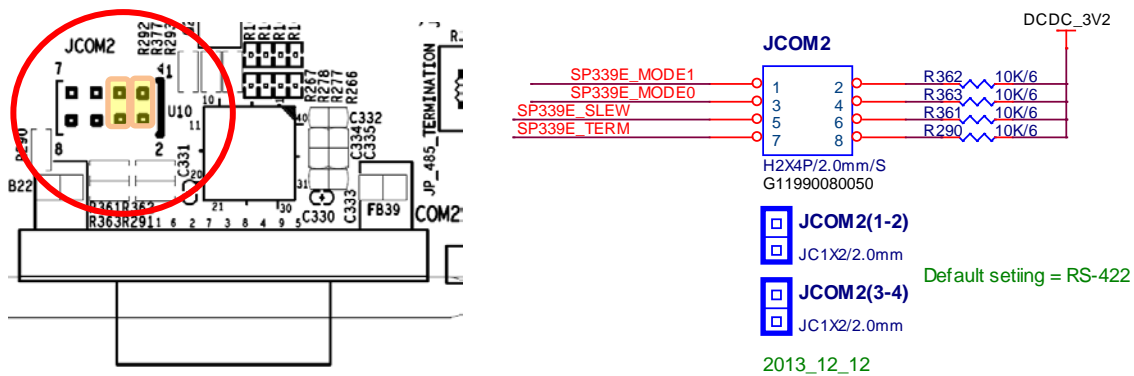 JCOM2
7
41
8
2
U10
R292
R377
R293
R267
R278
R277
R266
10
11
40
C332
C334
C335
JP_485_TERMINATION
R290
C331
20
31
21
30
B22
R361 R362
R363 R291
1 6 2 7 3 8 4 9 5
C330
C333
FB39
COM2
DCDC_3V2
JCOM2
SP339E_MODE1
SP339E_MODE0
SP339E_SLEW
SP339E_TERM
1 2
3 4
5 6
7 8
R362 10K/6
R363 10K/6
R361 10K/6
R290 10K/6
H2X4P/2.0mm/S
G11990080050
JCOM2(1-2)
JC1X2/2.0mm
JCOM2(3-4)
JC1X2/2.0mm
Default setiing = RS-422
2013_12_12